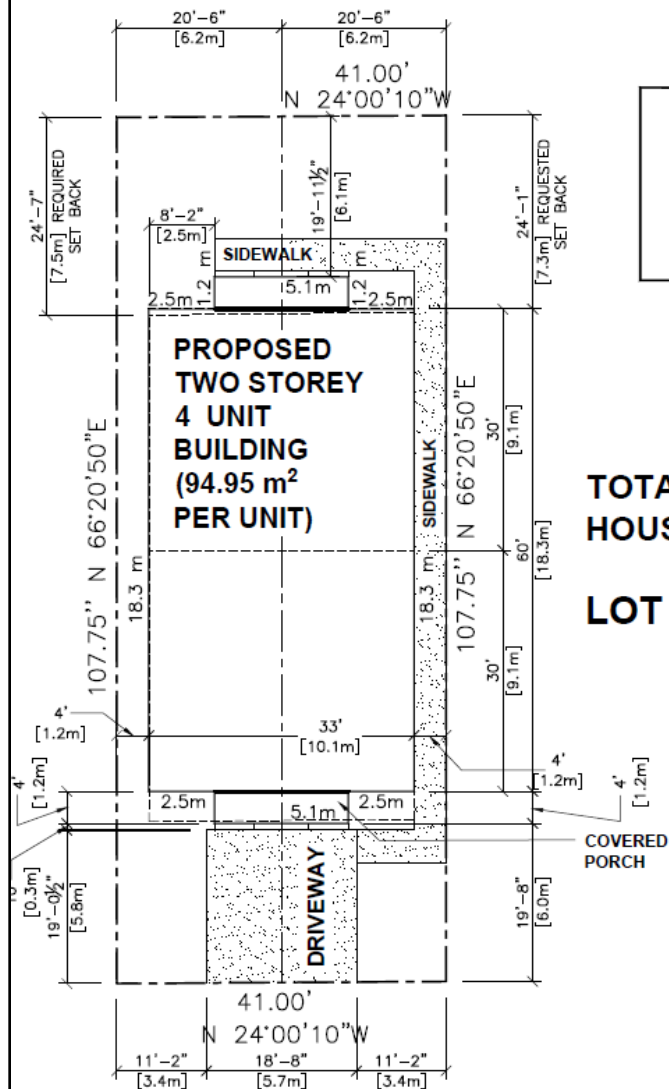 20'-6"
[6.2m]
20'-6"
[6.2m]
41.00'
N 24°00'10"W
24'-7"
[7.5m] REQUIRED
SET BACK
8'-2"
[2.5m]
19'-11½"
[6.1m]
24'-1"
[7.3m] REQUESTED
SET BACK
SIDEWALK
1.2 m
5.1m
1.2 m
2.5m
2.5m
PROPOSED
TWO STOREY
4 UNIT
BUILDING
(94.95 m²
PER UNIT)
107.75'' N 66°20'50"E
18.3 m
SIDEWALK
18.3 m
107.75'' N 66°20'50"E
30'
[9.1m]
60'
[18.3m]
30'
[9.1m]
LOT
4'
[1.2m]
33'
[10.1m]
4'
[1.2m]
4'
[1.2m]
4'
[1.2m]
2.5m
5.1m
2.5m
COVERED
PORCH
[0.3m]
19'-0½"
[5.8m]
DRIVEWAY
19'-8"
[6.0m]
41.00'
N 24°00'10"W
11'-2"
[3.4m]
18'-8"
[5.7m]
11'-2"
[3.4m]